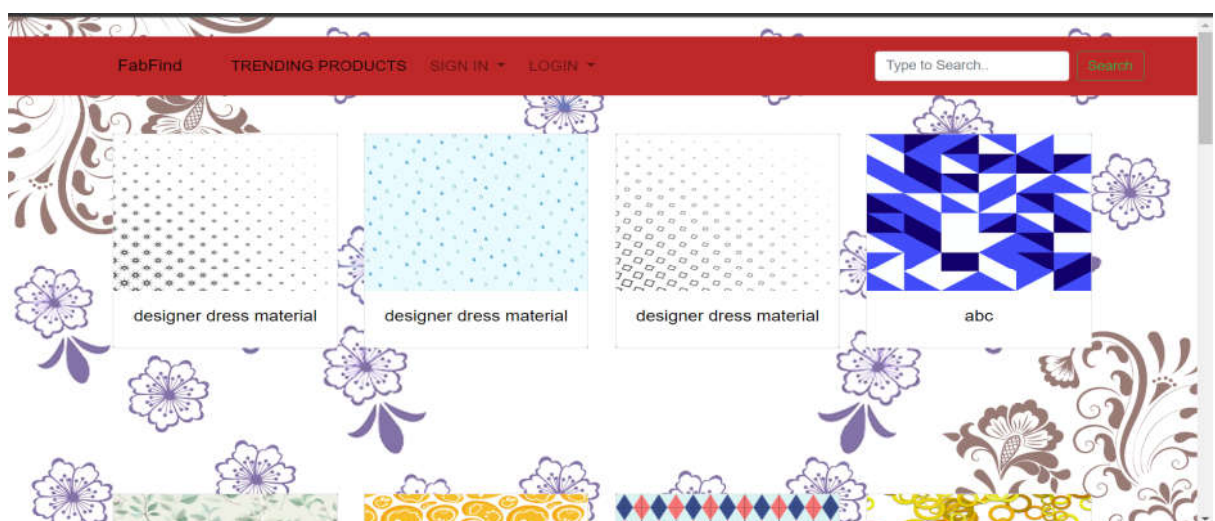 FabFind TRENDING PRODUCTS SIGN IN LOGIN Type to Search.. Search
designer dress material designer dress material designer dress material abc